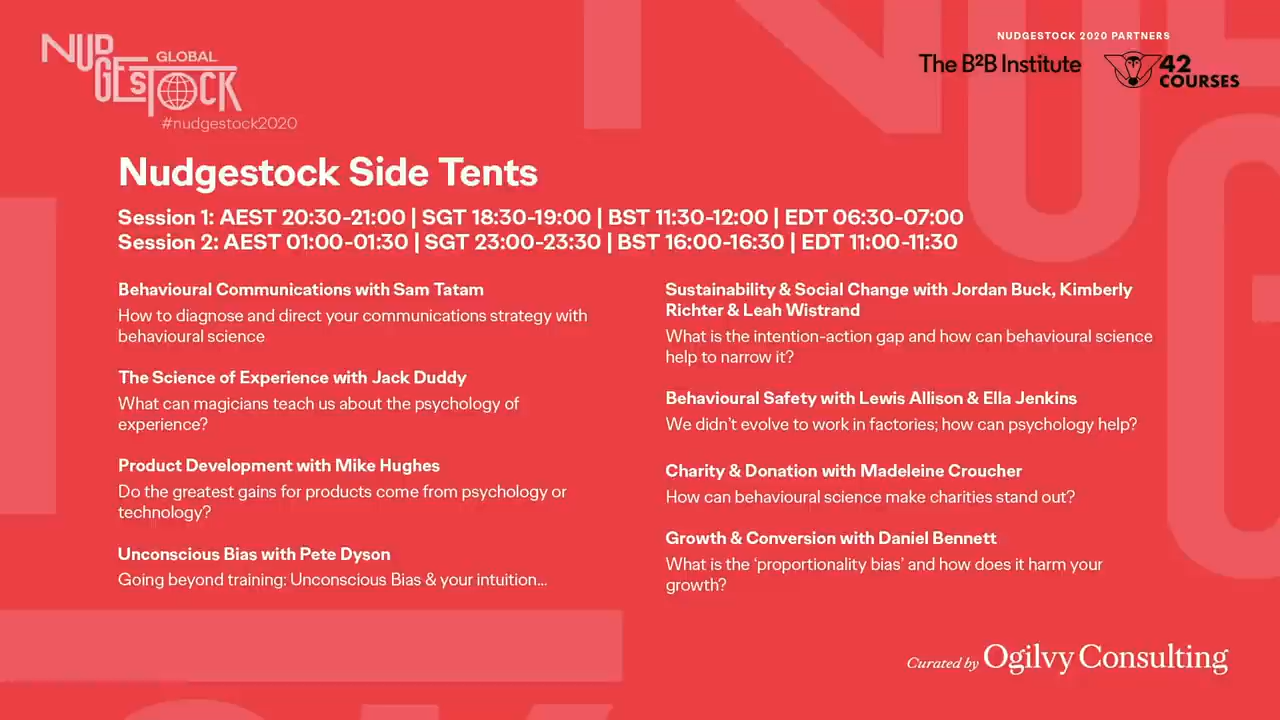 NUDGESTOCK
GLOBAL
#nudgestock2020
NUDGESTOCK 2020 PARTNERS
The B2B Institute
42
COURSES
Nudgestock Side Tents
Session 1: AEST 20:30-21:00 | SGT 18:30-19:00 | BST 11:30-12:00 | EDT 06:30-07:00
Session 2: AEST 01:00-01:30 | SGT 23:00-23:30 | BST 16:00-16:30 | EDT 11:00-11:30
Behavioural Communications with Sam Tatam
How to diagnose and direct your communications strategy with
behavioural science
The Science of Experience with Jack Duddy
What can magicians teach us about the psychology of
experience?
Product Development with Mike Hughes
Do the greatest gains for products come from psychology or
technology?
Unconscious Bias with Pete Dyson
Going beyond training: Unconscious Bias & your intuition...
Sustainability & Social Change with Jordan Buck, Kimberly
Richter & Leah Wistrand
What is the intention-action gap and how can behavioural science
help to narrow it?
Behavioural Safety with Lewis Allison & Ella Jenkins
We didn't evolve to work in factories; how can psychology help?
Charity & Donation with Madeleine Croucher
How can behavioural science make charities stand out?
Growth & Conversion with Daniel Bennett
What is the ‘proportionality bias’ and how does it harm your
growth?
Curated by Ogilvy Consulting